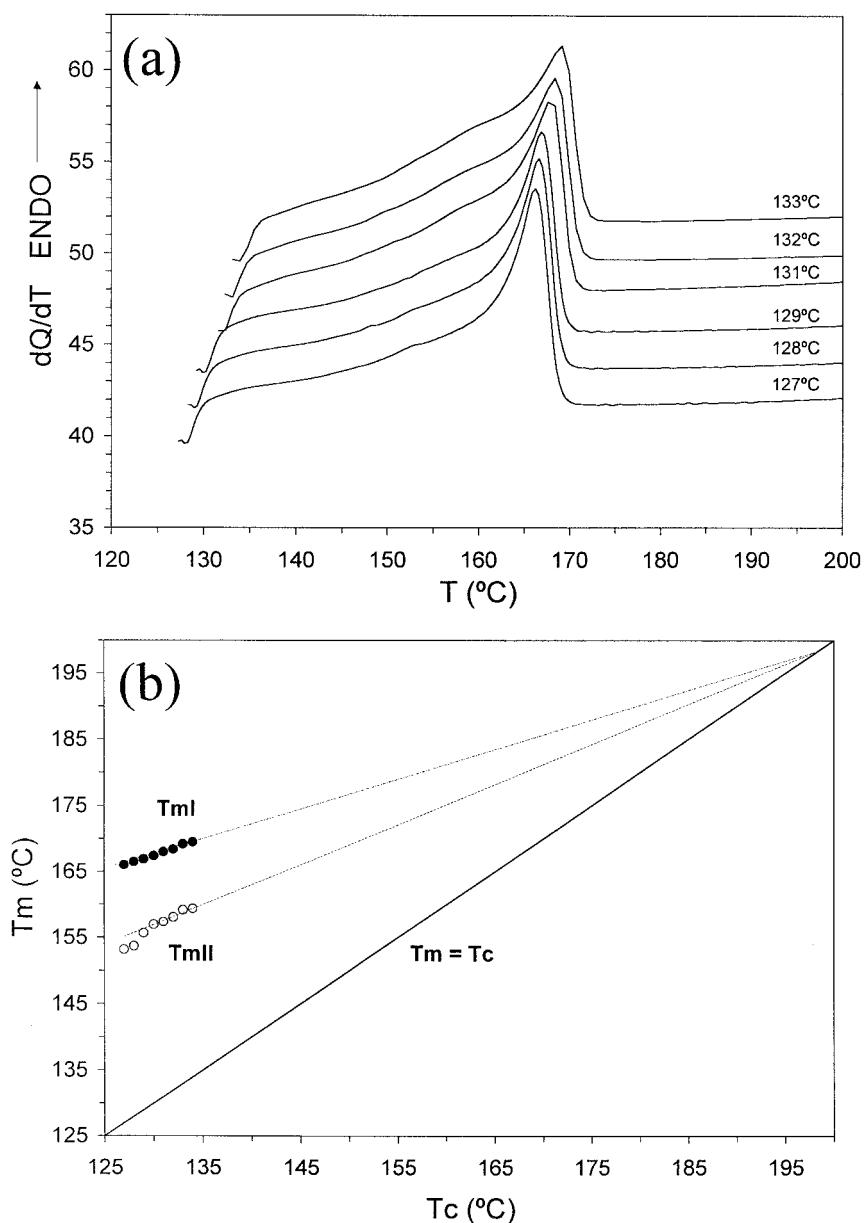 (a)
dQ/dT ENDO
60
55
50
45
40
35
133ºC
132ºC
131ºC
129ºC
128ºC
127ºC
120 130 140 150 160 170 180 190 200
T (ºC)
(b)
Tm (ºC)
195
185
175
165
155
145
135
125
TmI
TmII
Tm = Tc
125 135 145 155 165 175 185 195
Tc (ºC)